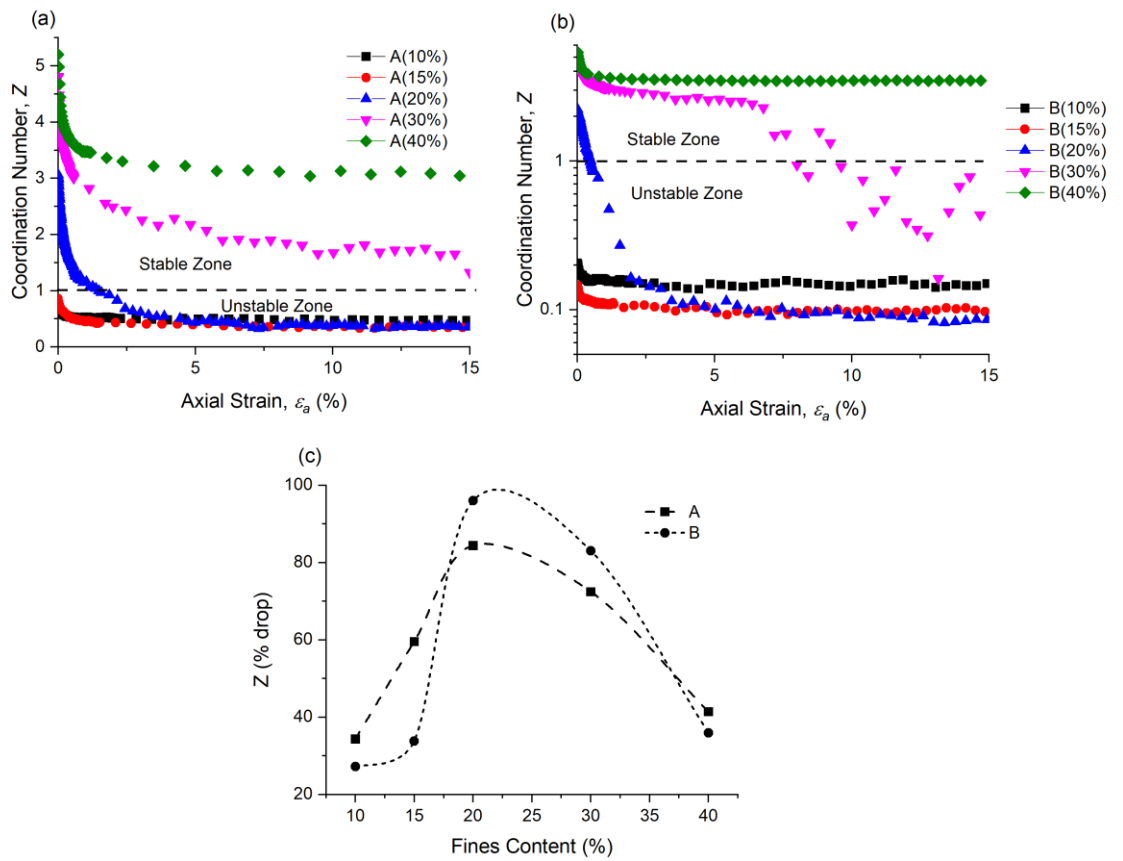 (a)
Coordination Number, Z
5
4
3
2
1
0
A(10%)
A(15%)
A(20%)
A(30%)
A(40%)
Stable Zone
Unstable Zone
0 5 10 15
Axial Strain, εa (%)
(b)
Coordination Number, Z
1
0.1
Stable Zone
Unstable Zone
B(10%)
B(15%)
B(20%)
B(30%)
B(40%)
0 5 10 15
Axial Strain, εa (%)
(c)
Z (% drop)
100
80
60
40
20
A
B
10 15 20 25 30 35 40
Fines Content (%)